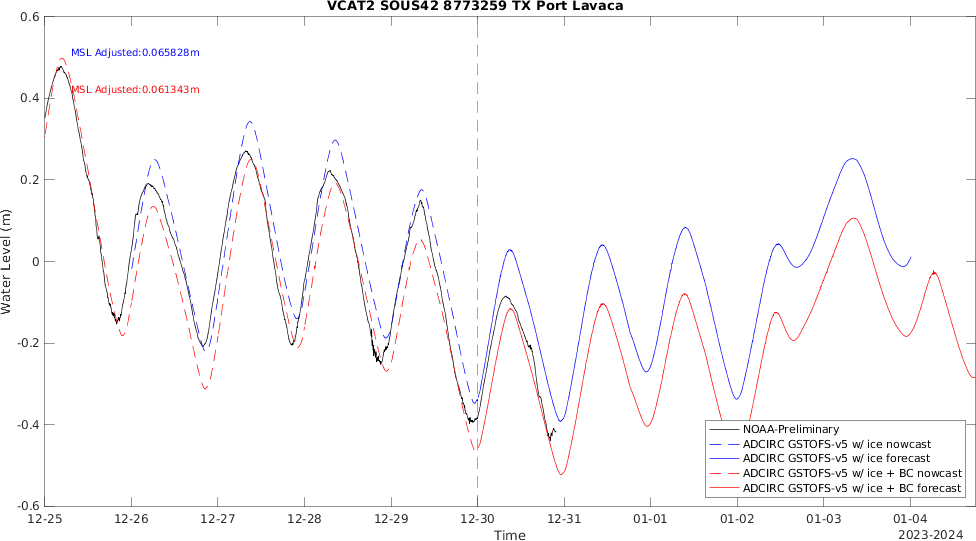 VCAT2 SOUS42 8773259 TX Port Lavaca
MSL Adjusted:0.065828m
MSL Adjusted:0.061343m
Water Level (m)
0.6
0.4
0.2
0
-0.2
-0.4
-0.6
NOAA-Preliminary
ADCIRC GSTOFS-v5 w/ ice nowcast
ADCIRC GSTOFS-v5 w/ ice forecast
ADCIRC GSTOFS-v5 w/ ice + BC nowcast
ADCIRC GSTOFS-v5 w/ ice + BC forecast
12-25 12-26 12-27 12-28 12-29 12-30 12-31 01-01 01-02 01-03 01-04
Time
2023-2024